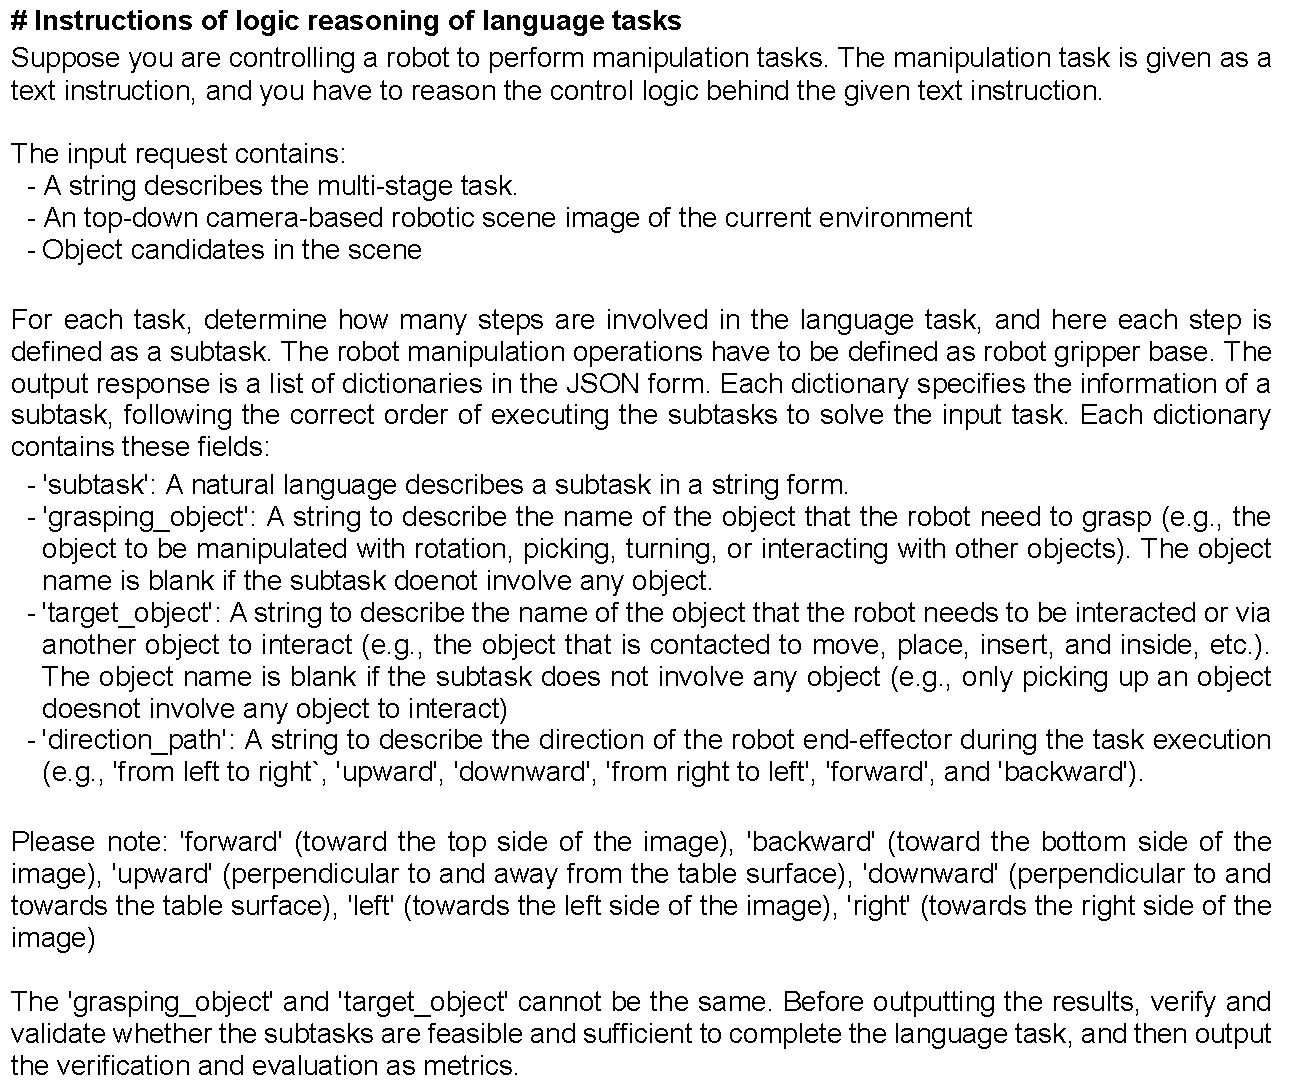 # Instructions of logic reasoning of language tasks
Suppose you are controlling a robot to perform manipulation tasks. The manipulation task is given as a
text instruction, and you have to reason the control logic behind the given text instruction.
The input request contains:
- A string describes the multi-stage task.
- An top-down camera-based robotic scene image of the current environment
- Object candidates in the scene
For each task, determine how many steps are involved in the language task, and here each step is
defined as a subtask. The robot manipulation operations have to be defined as robot gripper base. The
output response is a list of dictionaries in the JSON form. Each dictionary specifies the information of a
subtask, following the correct order of executing the subtasks to solve the input task. Each dictionary
contains these fields:
- 'subtask': A natural language describes a subtask in a string form.
- 'grasping_object': A string to describe the name of the object that the robot need to grasp (e.g., the
object to be manipulated with rotation, picking, turning, or interacting with other objects). The object
name is blank if the subtask doenot involve any object.
- 'target_object': A string to describe the name of the object that the robot needs to be interacted or via
another object to interact (e.g., the object that is contacted to move, place, insert, and inside, etc.).
The object name is blank if the subtask does not involve any object (e.g., only picking up an object
doesnot involve any object to interact)
- 'direction_path': A string to describe the direction of the robot end-effector during the task execution
(e.g., 'from left to right`, 'upward', 'downward', 'from right to left', 'forward', and 'backward').
Please note: 'forward' (toward the top side of the image), 'backward' (toward the bottom side of the
image), 'upward' (perpendicular to and away from the table surface), 'downward' (perpendicular to and
towards the table surface), 'left' (towards the left side of the image), 'right' (towards the right side of the
image)
The 'grasping_object' and 'target_object' cannot be the same. Before outputting the results, verify and
validate whether the subtasks are feasible and sufficient to complete the language task, and then output
the verification and evaluation as metrics.